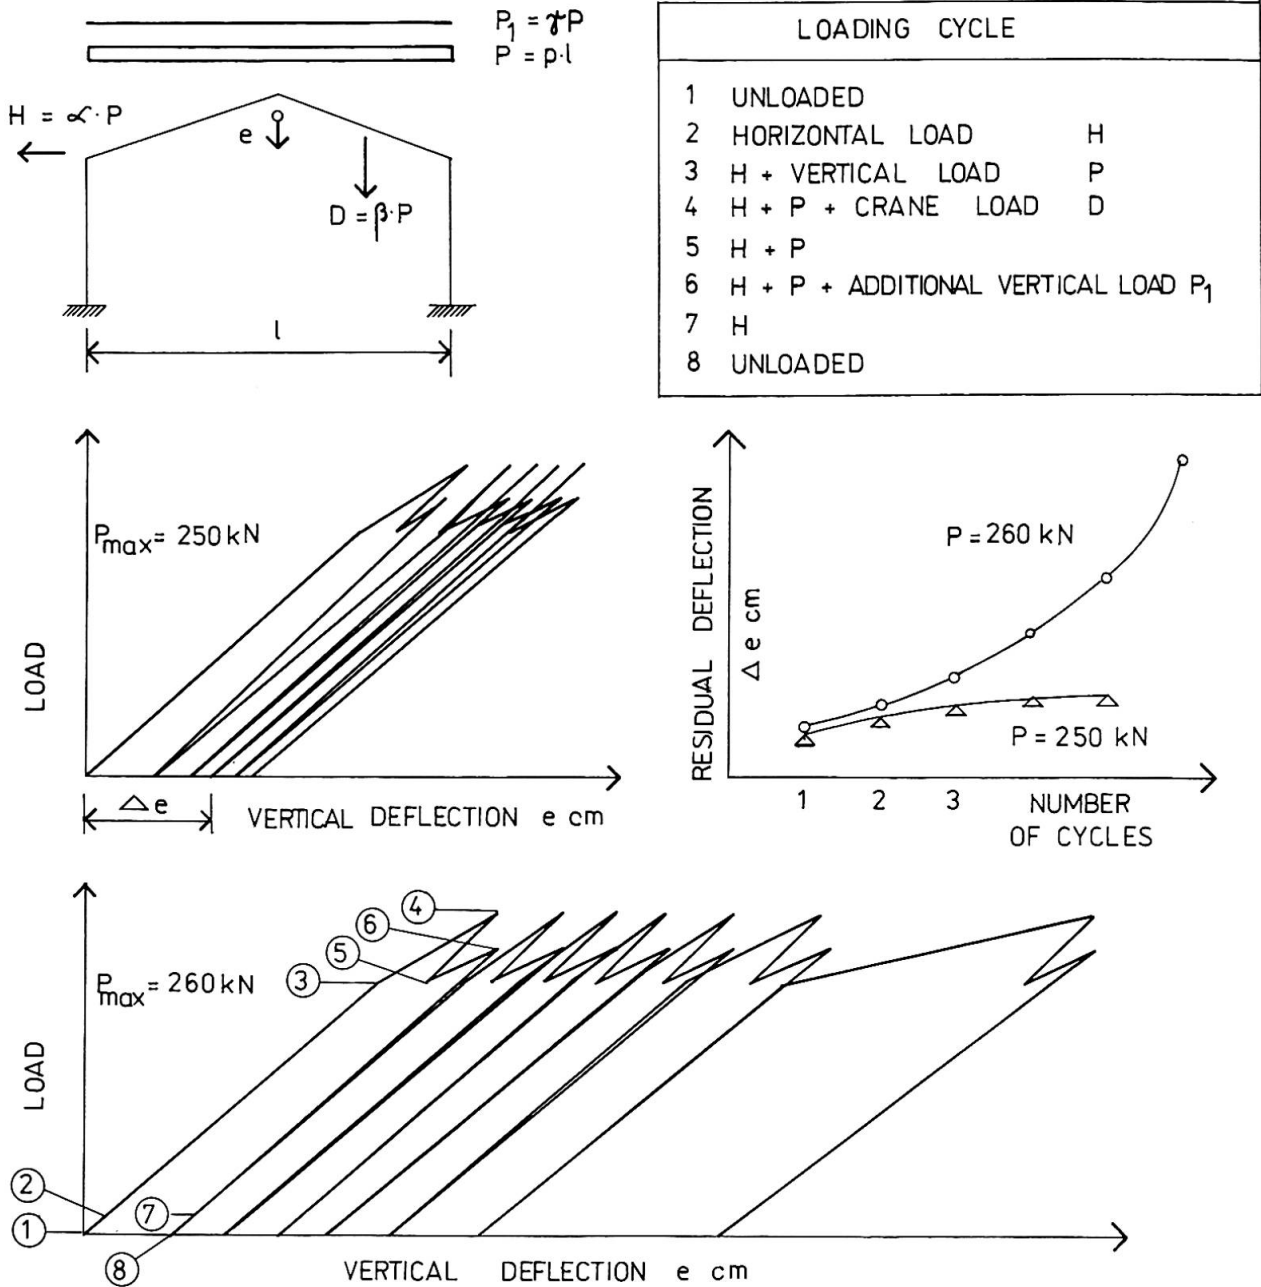 P₁ = γP
P = p·l
H = α·P
e
D = β·P
l
LOADING CYCLE
1 UNLOADED
2 HORIZONTAL LOAD H
3 H + VERTICAL LOAD P
4 H + P + CRANE LOAD D
5 H + P
6 H + P + ADDITIONAL VERTICAL LOAD P₁
7 H
8 UNLOADED
LOAD
Pmax = 250 kN
Δe
VERTICAL DEFLECTION e cm
RESIDUAL DEFLECTION
Δe cm
P = 260 kN
P = 250 kN
1 2 3 NUMBER
OF CYCLES
LOAD
Pmax = 260 kN
4
6
5
3
2
7
1
8
VERTICAL DEFLECTION e cm